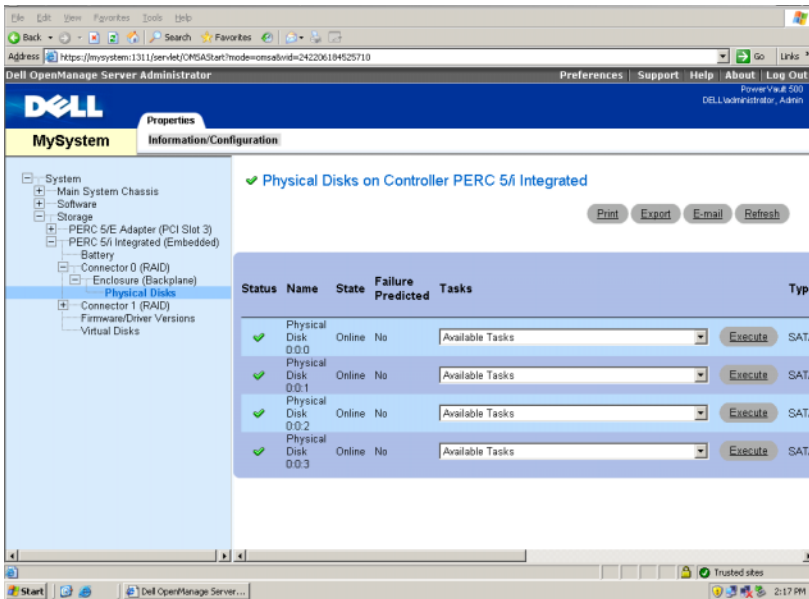 File Edit View Favorites Tools Help
Back Search Favorites
Address https://mysystem:1311/servlet/OMSAStart?mode=omsa&vid=242206184525710 Go Links
Dell OpenManage Server Administrator Preferences Support Help About Log Out
PowerVault 500
DELL\administrator, Admin
DELL
Properties
MySystem
Information/Configuration
System
Main System Chassis
Software
Storage
PERC 5/E Adapter (PCI Slot 3)
PERC 5/i Integrated (Embedded)
Battery
Connector 0 (RAID)
Enclosure (Backplane)
Physical Disks
Connector 1 (RAID)
Firmware/Driver Versions
Virtual Disks
Physical Disks on Controller PERC 5/i Integrated
Print Export E-mail Refresh
Status Name State Failure Predicted Tasks Typ
Physical Disk 0:0:0 Online No Available Tasks Execute SAT
Physical Disk 0:0:1 Online No Available Tasks Execute SAT
Physical Disk 0:0:2 Online No Available Tasks Execute SAT
Physical Disk 0:0:3 Online No Available Tasks Execute SAT
Trusted sites
Start Dell OpenManage Server... 2:17 PM